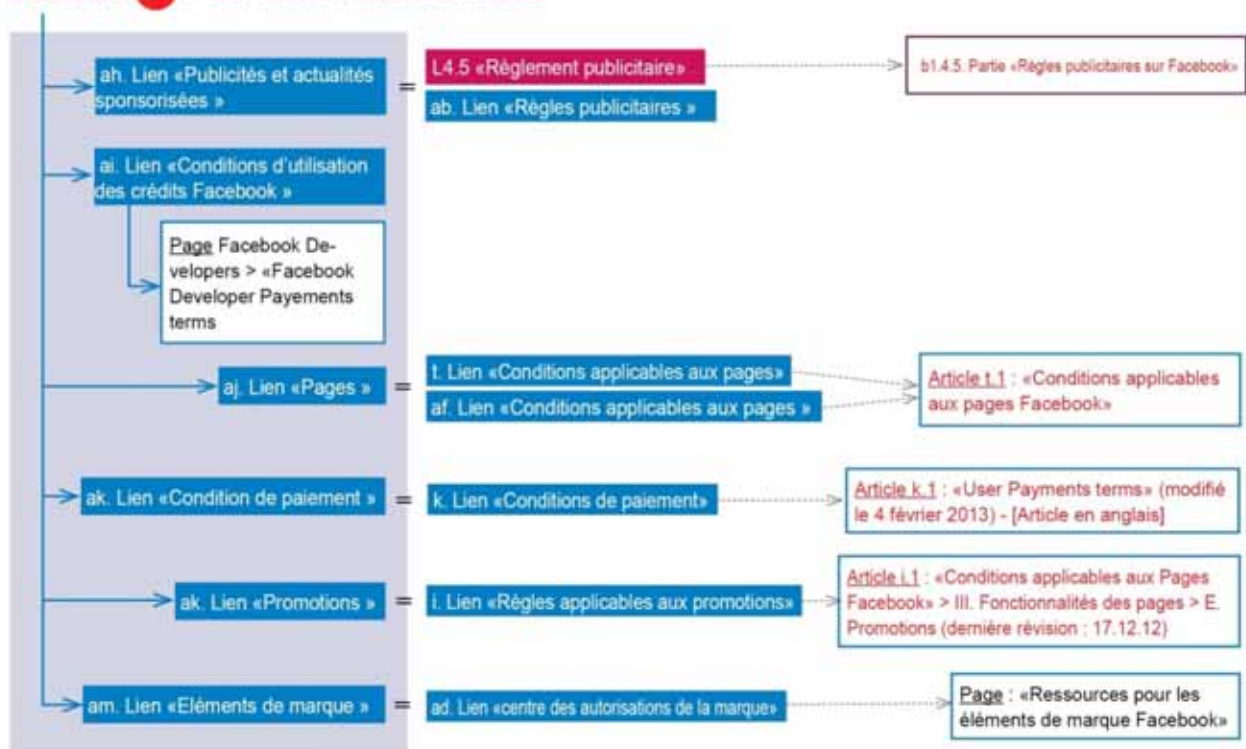 ah. Lien «Publicités et actualités
sponsorisées »
=
L4.5 «Règlement publicitaire»
ab. Lien «Règles publicitaires »
b1.4.5. Partie «Règles publicitaires sur Facebook»
ai. Lien «Conditions d'utilisation
des crédits Facebook »
Page Facebook De-
velopers > «Facebook
Developer Payements
terms
aj. Lien «Pages »
=
t. Lien «Conditions applicables aux pages»
af. Lien «Conditions applicables aux pages »
Article t.1 : «Conditions applicables
aux pages Facebook»
ak. Lien «Condition de paiement »
=
k. Lien «Conditions de paiement»
Article k.1 : «User Payments terms» (modifié
le 4 février 2013) - [Article en anglais]
ak. Lien «Promotions »
=
i. Lien «Règles applicables aux promotions»
Article i.1 : «Conditions applicables aux Pages
Facebook» > III. Fonctionnalités des pages > E.
Promotions (dernière révision : 17.12.12)
am. Lien «Eléments de marque »
=
ad. Lien «centre des autorisations de la marque»
Page : «Ressources pour les
éléments de marque Facebook»